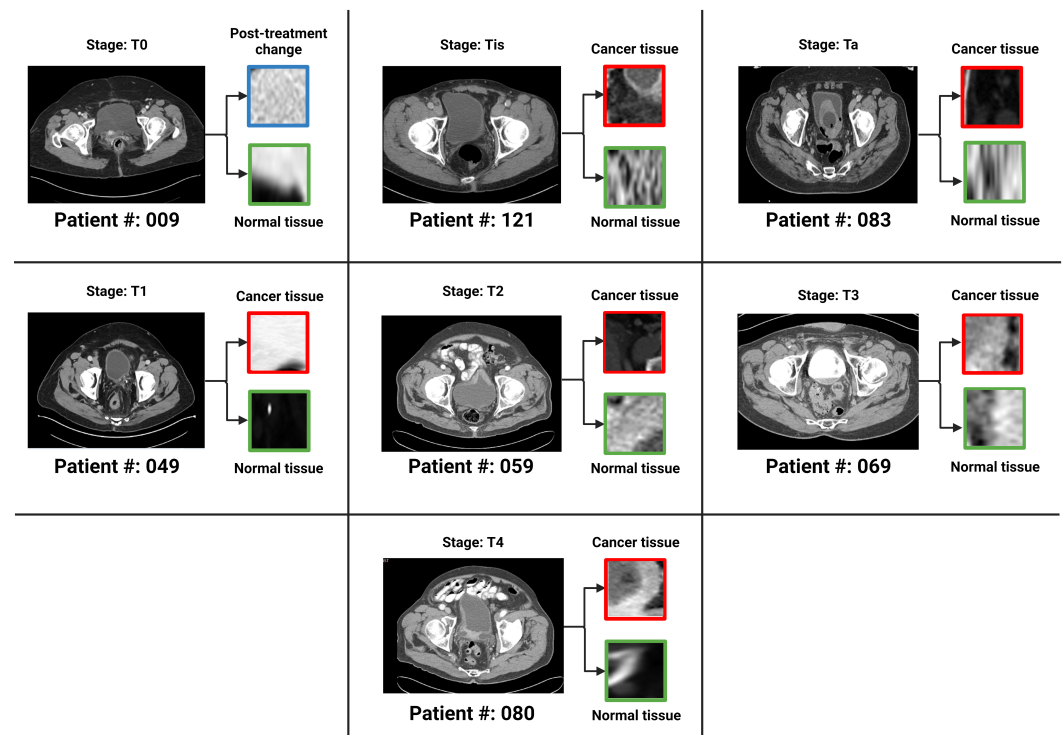 Stage: T0
Post-treatment
change
Normal tissue
Patient #: 009
Stage: Tis
Cancer tissue
Normal tissue
Patient #: 121
Stage: Ta
Cancer tissue
Normal tissue
Patient #: 083
Stage: T1
Cancer tissue
Normal tissue
Patient #: 049
Stage: T2
Cancer tissue
Normal tissue
Patient #: 059
Stage: T3
Cancer tissue
Normal tissue
Patient #: 069
Stage: T4
Cancer tissue
Normal tissue
Patient #: 080